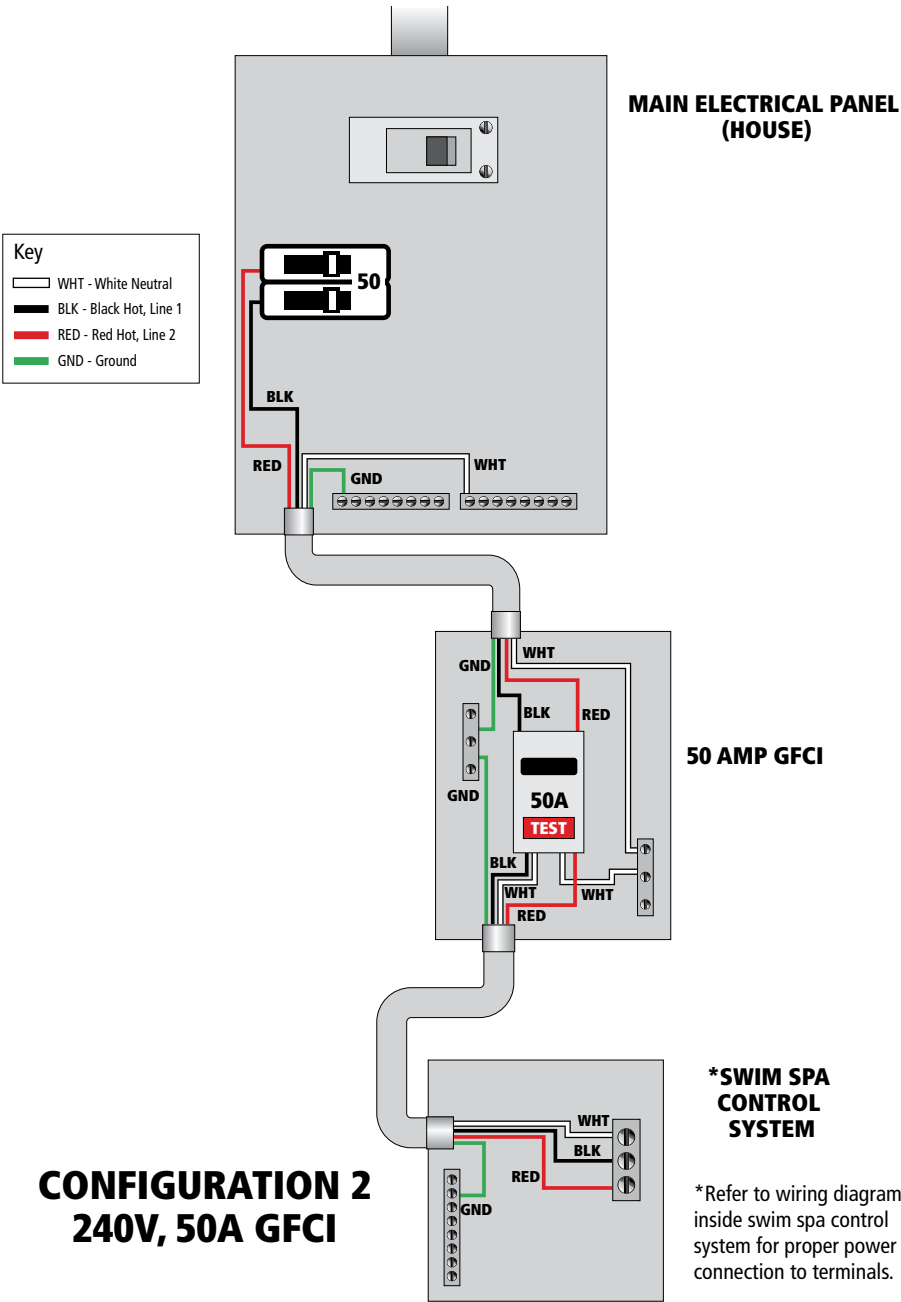 MAIN ELECTRICAL PANEL
(HOUSE)
Key
WHT - White Neutral
BLK - Black Hot, Line 1
RED - Red Hot, Line 2
GND - Ground
50
BLK
RED
GND
WHT
GND
WHT
BLK
RED
50 AMP GFCI
GND
50A
TEST
BLK
WHT
WHT
RED
*SWIM SPA
CONTROL
SYSTEM
WHT
BLK
RED
GND
CONFIGURATION 2
240V, 50A GFCI
*Refer to wiring diagram
inside swim spa control
system for proper power
connection to terminals.